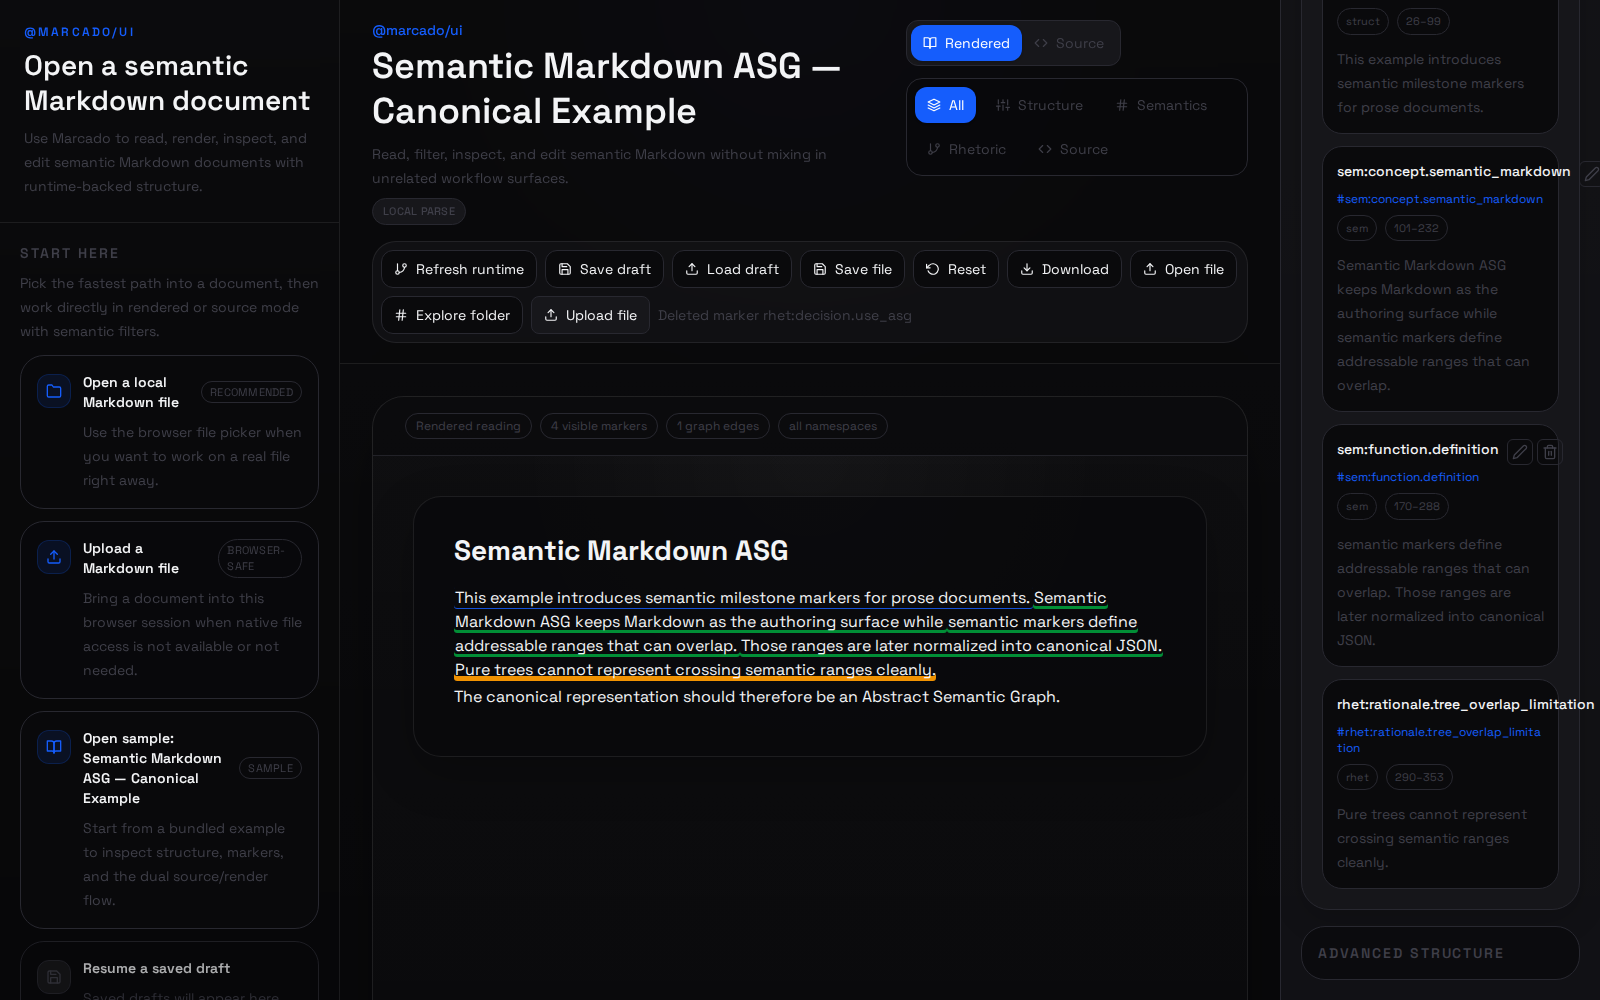 @MARCADO/UI
Open a semantic
Markdown document
Use Marcado to read, render, inspect, and
edit semantic Markdown documents with
runtime-backed structure.
START HERE
Pick the fastest path into a document, then
work directly in rendered or source mode
with semantic filters.
Open a local
Markdown file
RECOMMENDED
Use the browser file picker when
you want to work on a real file
right away.
Upload a
Markdown file
BROWSER-
SAFE
Bring a document into this
browser session when native file
access is not available or not
needed.
Open sample:
Semantic Markdown
ASG — Canonical
Example
SAMPLE
Start from a bundled example
to inspect structure, markers,
and the dual source/render
flow.
Resume a saved draft
Saved drafts will appear here
@marcado/ui
Semantic Markdown ASG —
Canonical Example
Read, filter, inspect, and edit semantic Markdown without mixing in
unrelated workflow surfaces.
LOCAL PARSE
Rendered
Source
All
Structure
Semantics
Rhetoric
Source
Refresh runtime
Save draft
Load draft
Save file
Reset
Download
Open file
Explore folder
Upload file
Deleted marker rhet:decision.use_asg
Rendered reading
4 visible markers
1 graph edges
all namespaces
Semantic Markdown ASG
This example introduces semantic milestone markers for prose documents. Semantic
Markdown ASG keeps Markdown as the authoring surface while semantic markers define
addressable ranges that can overlap. Those ranges are later normalized into canonical JSON.
Pure trees cannot represent crossing semantic ranges cleanly.
The canonical representation should therefore be an Abstract Semantic Graph.
struct
26–99
This example introduces
semantic milestone markers
for prose documents.
sem:concept.semantic_markdown
#sem:concept.semantic_markdown
sem
101–232
Semantic Markdown ASG
keeps Markdown as the
authoring surface while
semantic markers define
addressable ranges that can
overlap.
sem:function.definition
#sem:function.definition
sem
170–288
semantic markers define
addressable ranges that can
overlap. Those ranges are
later normalized into canonical
JSON.
rhet:rationale.tree_overlap_limitation
#rhet:rationale.tree_overlap_limita
tion
rhet
290–353
Pure trees cannot represent
crossing semantic ranges
cleanly.
ADVANCED STRUCTURE